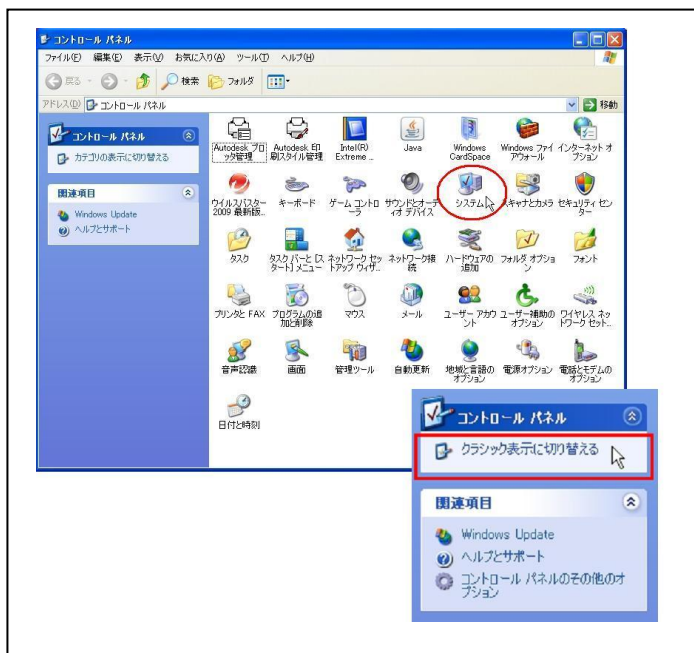 コントロール パネル
ファイル(F) 編集(E) 表示(V) お気に入り(A) ツール(T) ヘルプ(H)
戻る 検索 フォルダ
アドレス(D) コントロール パネル 移動
コントロール パネル
カテゴリの表示に切り替える
関連項目
Windows Update
ヘルプとサポート
Autodesk プロ
ッタ管理
Autodesk 印
刷スタイル管理
Intel(R)
Extreme ...
Java
Windows
CardSpace
Windows ファイ
アウォール
インターネット オ
プション
ウイルスバスター
2009 最新版...
キーボード
ゲーム コントロ
ーラ
サウンドとオーデ
ィオ デバイス
システム
スキャナとカメラ
セキュリティ セン
ター
タスク
タスク バーと [ス
タート] メニュー
ネットワーク セッ
トアップ ウィザ...
ネットワーク接
続
ハードウェアの
追加
フォルダ オプショ
ン
フォント
プリンタと FAX
プログラムの追
加と削除
マウス
メール
ユーザー アカウ
ント
ユーザー補助の
オプション
ワイヤレス ネッ
トワーク セット...
音声認識
画面
管理ツール
自動更新
地域と言語の
オプション
電源オプション
電話とモデムの
オプション
日付と時刻
コントロール パネル
クラシック表示に切り替える
関連項目
Windows Update
ヘルプとサポート
コントロール パネルのその他のオ
プション